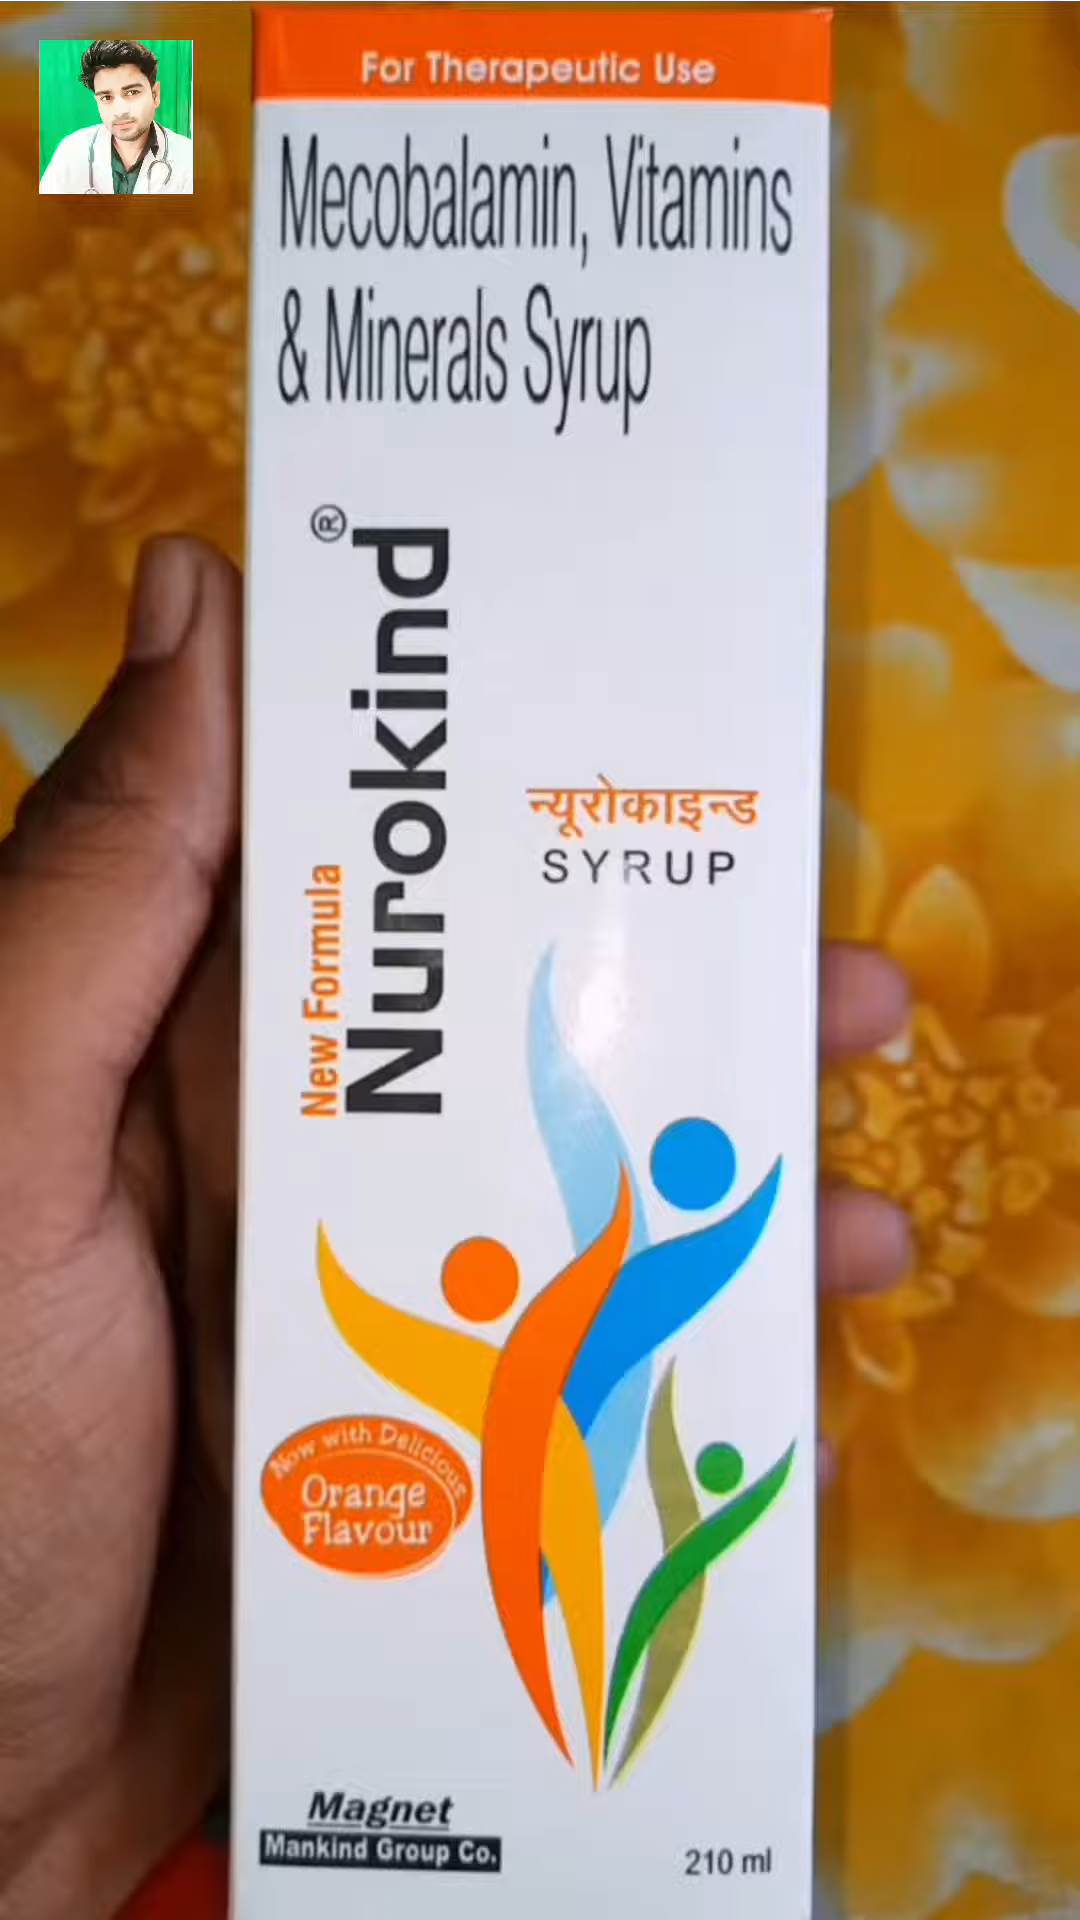 For Therapeutic Use
Mecobalamin, Vitamins
& Minerals Syrup
New Formula
Nurokind®
न्यूरोकाइन्ड
SYRUP
Now with Delicious
Orange
Flavour
Magnet
Mankind Group Co.
210 ml